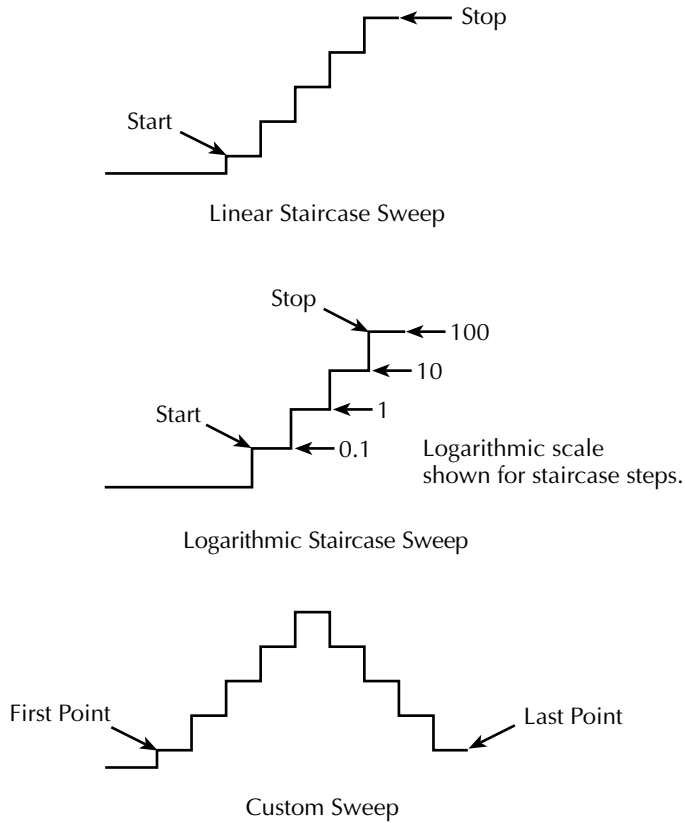 Stop
Start
Linear Staircase Sweep
Stop
100
10
Start
1
0.1
Logarithmic scale
shown for staircase steps.
Logarithmic Staircase Sweep
First Point
Last Point
Custom Sweep